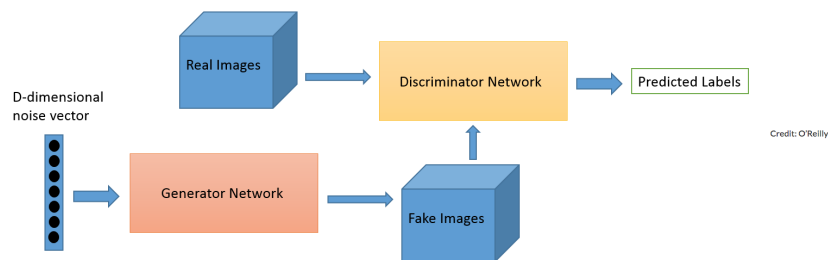 Real Images
Discriminator Network
Predicted Labels
D-dimensional
noise vector
Credit: O'Reilly
Generator Network
Fake Images